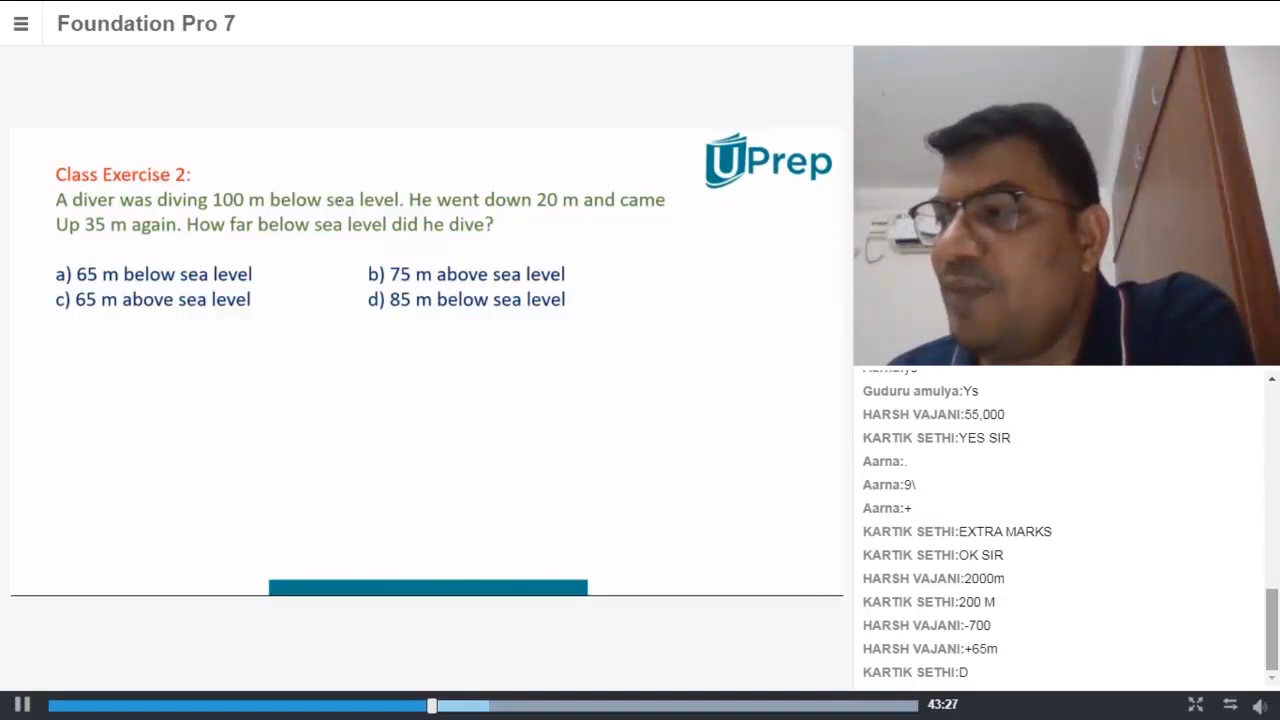 Foundation Pro 7
UPrep
Class Exercise 2:
A diver was diving 100 m below sea level. He went down 20 m and came
Up 35 m again. How far below sea level did he dive?
a) 65 m below sea level
b) 75 m above sea level
c) 65 m above sea level
d) 85 m below sea level
Guduru amulya:Ys
HARSH VAJANI:55,000
KARTIK SETHI:YES SIR
Aarna:.
Aarna:9\
Aarna:+
KARTIK SETHI:EXTRA MARKS
KARTIK SETHI:OK SIR
HARSH VAJANI:2000m
KARTIK SETHI:200 M
HARSH VAJANI:-700
HARSH VAJANI:+65m
KARTIK SETHI:D
43:27